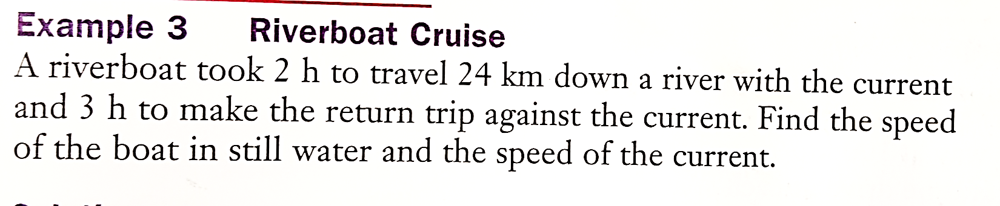 Example 3 Riverboat Cruise
A riverboat took 2 h to travel 24 km down a river with the current
and 3 h to make the return trip against the current. Find the speed
of the boat in still water and the speed of the current.